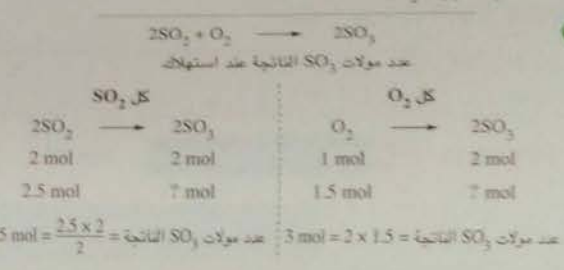 2SO₂ + O₂ ⟶ 2SO₃
عدد مولات SO₃ الناتجة عند استهلاك
كل SO₂
2SO₂ ⟶ 2SO₃
2 mol 2 mol
2.5 mol ? mol
عدد مولات SO₃ الناتجة = (2.5 x 2)/2 = 5 mol
كل O₂
O₂ ⟶ 2SO₃
1 mol 2 mol
1.5 mol ? mol
عدد مولات SO₃ الناتجة = 1.5 x 2 = 3 mol